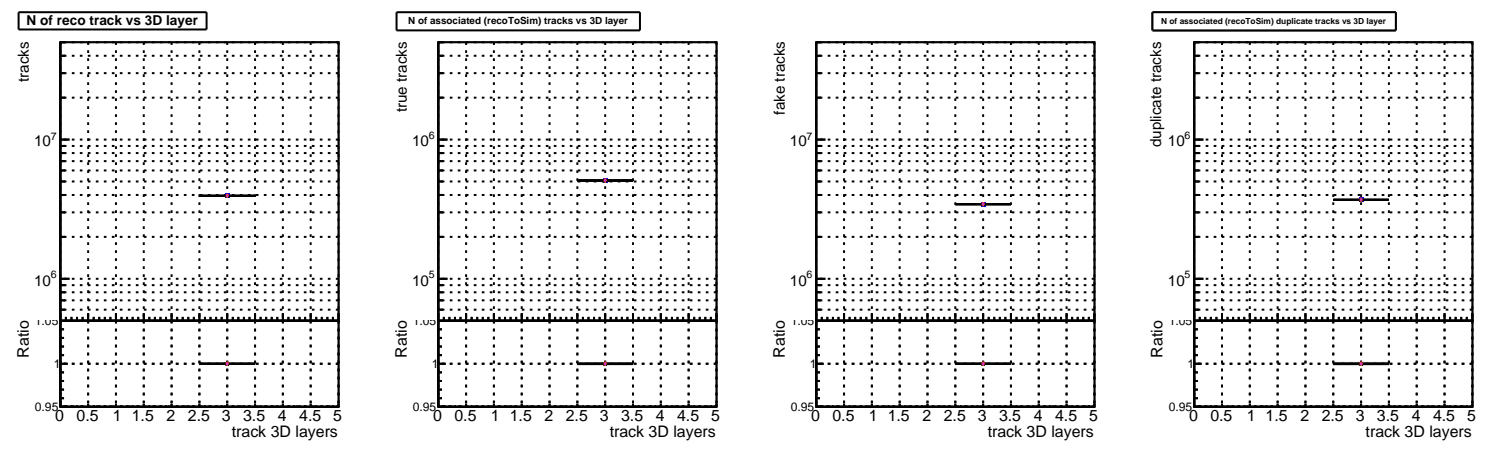 N of reco track vs 3D layer
tracks
10^7
10^6
Ratio
1.05
1
0.95
0 0.5 1 1.5 2 2.5 3 3.5 4 4.5 5
track 3D layers
N of associated (recoToSim) tracks vs 3D layer
true tracks
10^6
10^5
Ratio
1.05
1
0.95
0 0.5 1 1.5 2 2.5 3 3.5 4 4.5 5
track 3D layers
fake tracks
10^7
10^6
Ratio
1.05
1
0.95
0 0.5 1 1.5 2 2.5 3 3.5 4 4.5 5
track 3D layers
N of associated (recoToSim) duplicate tracks vs 3D layer
duplicate tracks
10^6
10^5
Ratio
1.05
1
0.95
0 0.5 1 1.5 2 2.5 3 3.5 4 4.5 5
track 3D layers